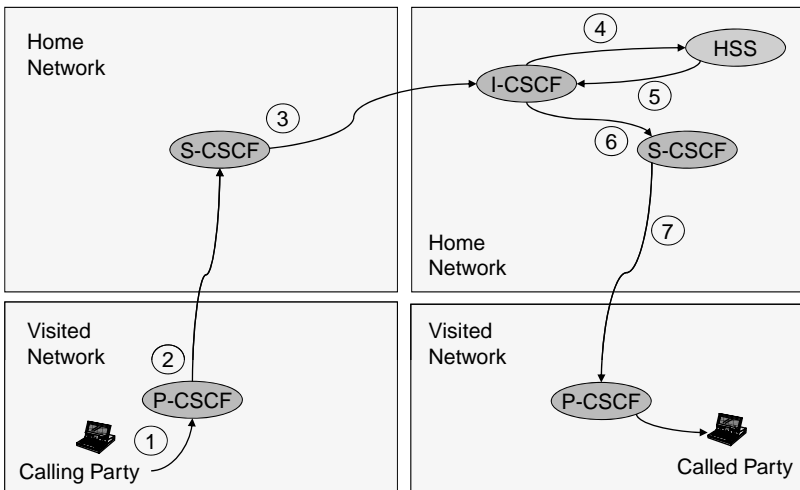 Home
Network
3
S-CSCF
4
HSS
I-CSCF
5
6
S-CSCF
7
Home
Network
Visited
Network
2
P-CSCF
1
Calling Party
Visited
Network
P-CSCF
Called Party